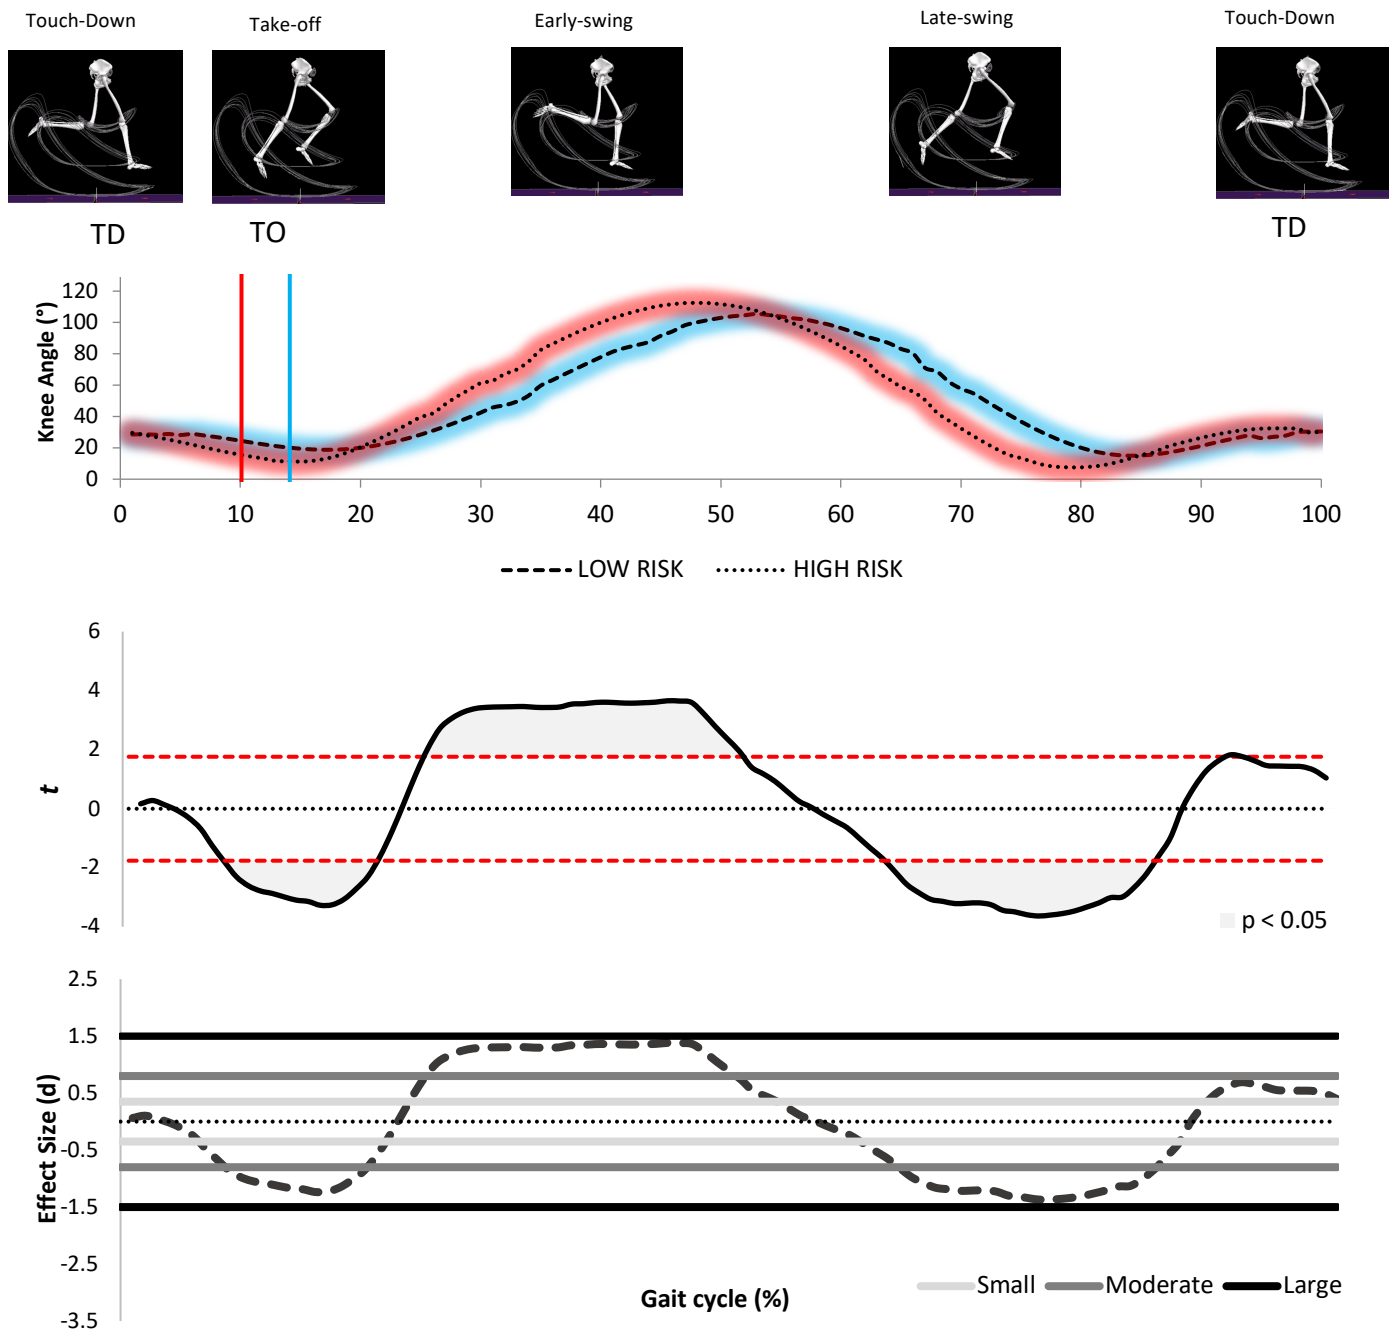 Touch-Down Take-off Early-swing Late-swing Touch-Down
TD TO TD
Knee Angle (°)
120
100
80
60
40
20
0
0 10 20 30 40 50 60 70 80 90 100
LOW RISK HIGH RISK
t
6
4
2
0
-2
-4
p < 0.05
Effect Size (d)
2.5
1.5
0.5
-0.5
-1.5
-2.5
-3.5
Small Moderate Large
Gait cycle (%)